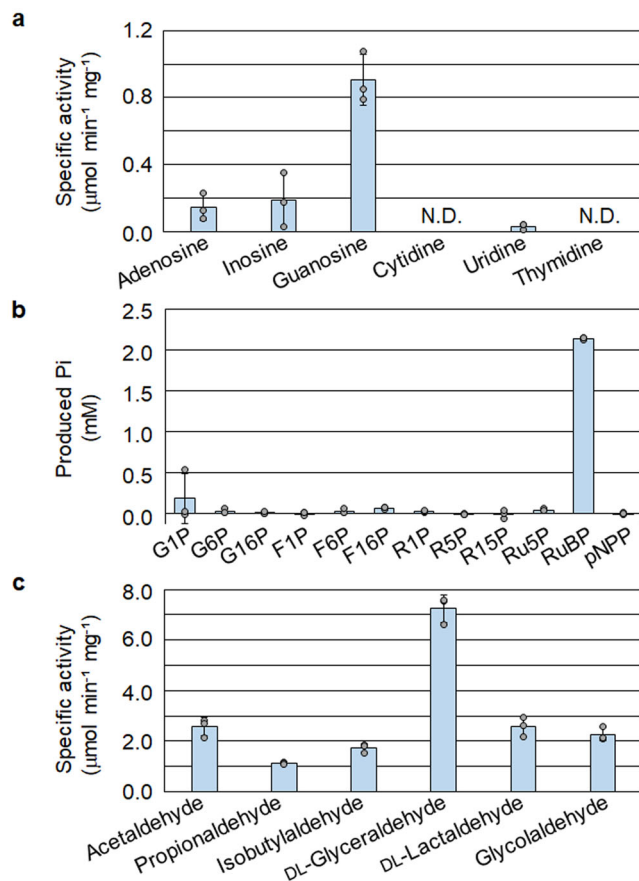 a
Specific activity
(μmol min⁻¹ mg⁻¹)
1.2
0.8
0.4
0.0
N.D.
N.D.
Adenosine
Inosine
Guanosine
Cytidine
Uridine
Thymidine
b
Produced Pi
(mM)
2.5
2.0
1.5
1.0
0.5
0.0
G1P
G6P
G16P
F1P
F6P
F16P
R1P
R5P
R15P
Ru5P
RuBP
pNPP
c
Specific activity
(μmol min⁻¹ mg⁻¹)
8.0
6.0
4.0
2.0
0.0
Acetaldehyde
Propionaldehyde
Isobutylaldehyde
DL-Glyceraldehyde
DL-Lactaldehyde
Glycolaldehyde